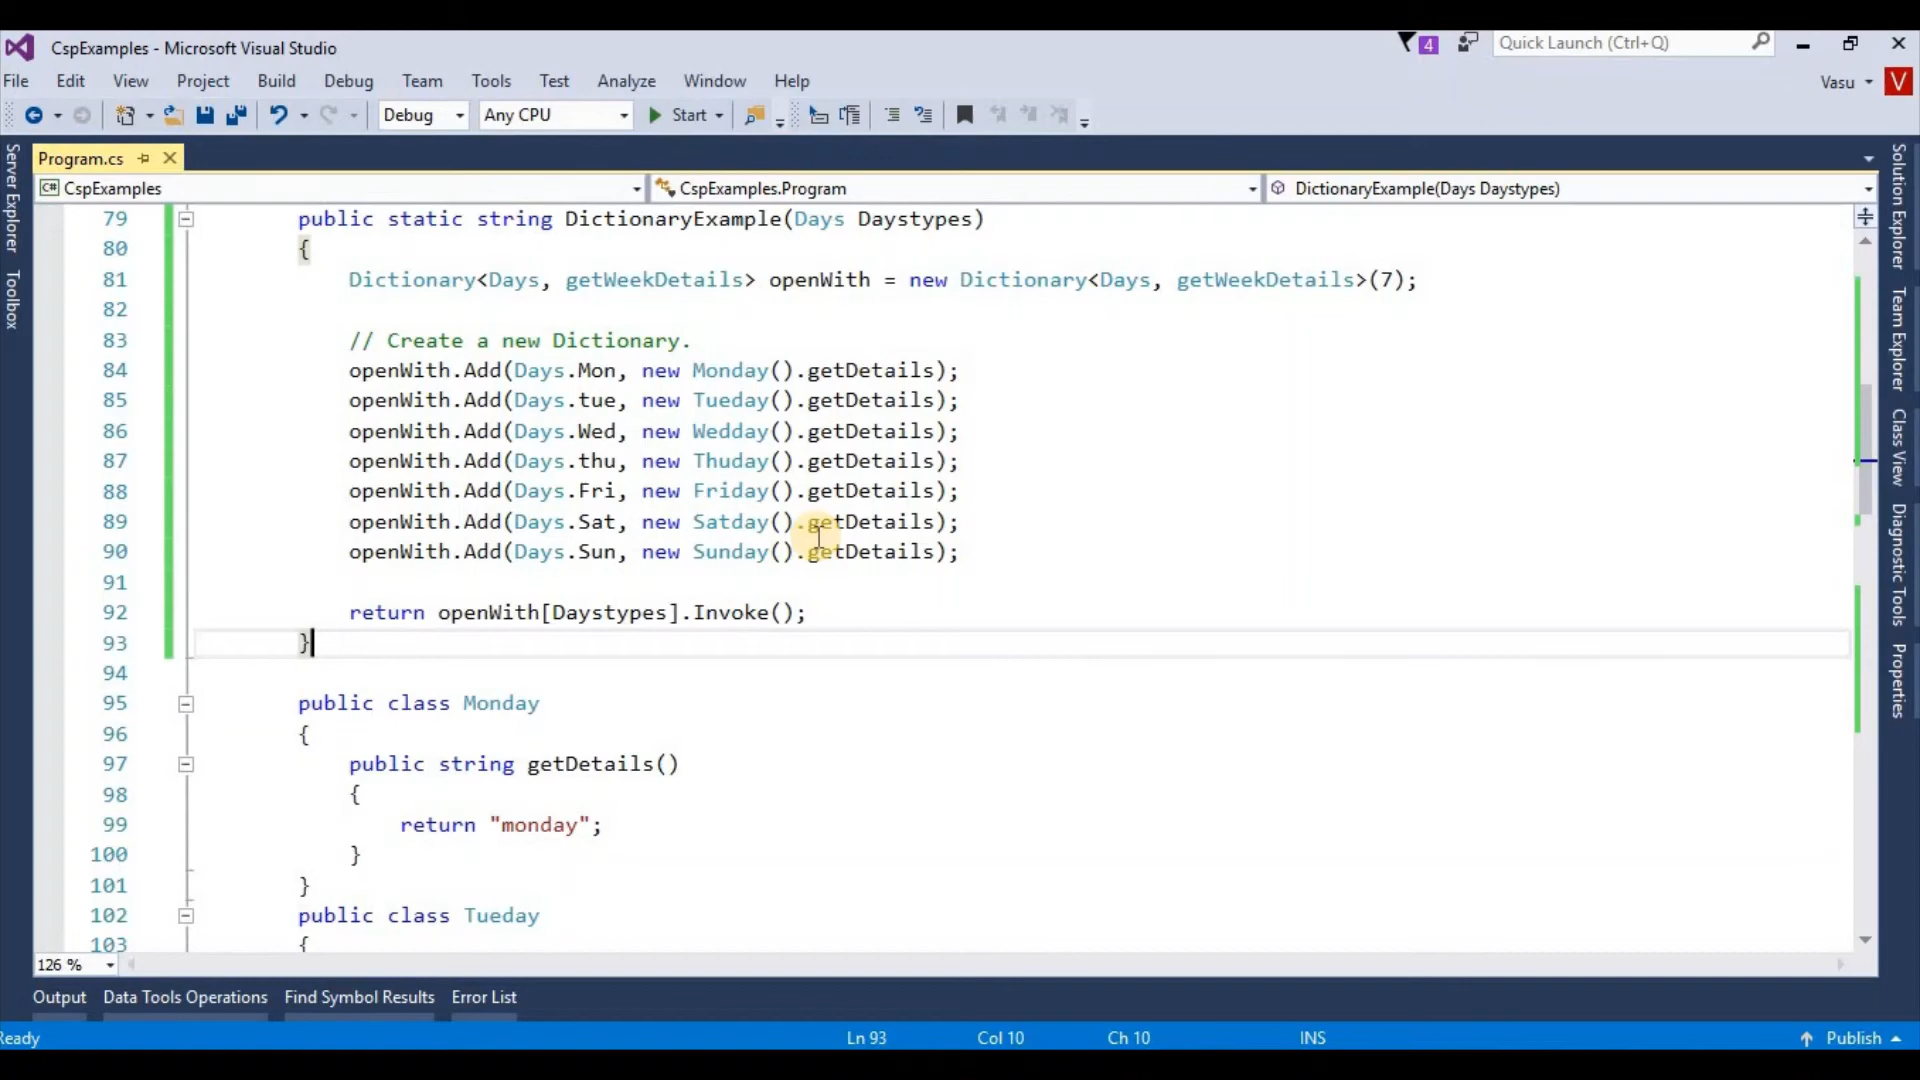 CspExamples - Microsoft Visual Studio
4
Quick Launch (Ctrl+Q)
File Edit View Project Build Debug Team Tools Test Analyze Window Help
Vasu V
Debug Any CPU Start
Program.cs
C# CspExamples CspExamples.Program DictionaryExample(Days Daystypes)
Server Explorer
Toolbox
79 public static string DictionaryExample(Days Daystypes)
80 {
81 Dictionary<Days, getWeekDetails> openWith = new Dictionary<Days, getWeekDetails>(7);
82
83 // Create a new Dictionary.
84 openWith.Add(Days.Mon, new Monday().getDetails);
85 openWith.Add(Days.tue, new Tueday().getDetails);
86 openWith.Add(Days.Wed, new Wedday().getDetails);
87 openWith.Add(Days.thu, new Thuday().getDetails);
88 openWith.Add(Days.Fri, new Friday().getDetails);
89 openWith.Add(Days.Sat, new Satday().getDetails);
90 openWith.Add(Days.Sun, new Sunday().getDetails);
91
92 return openWith[Daystypes].Invoke();
93 }
94
95 public class Monday
96 {
97 public string getDetails()
98 {
99 return "monday";
100 }
101 }
102 public class Tueday
103 {
Solution Explorer
Team Explorer
Class View
Diagnostic Tools
Properties
126 %
Output Data Tools Operations Find Symbol Results Error List
Ready Ln 93 Col 10 Ch 10 INS Publish